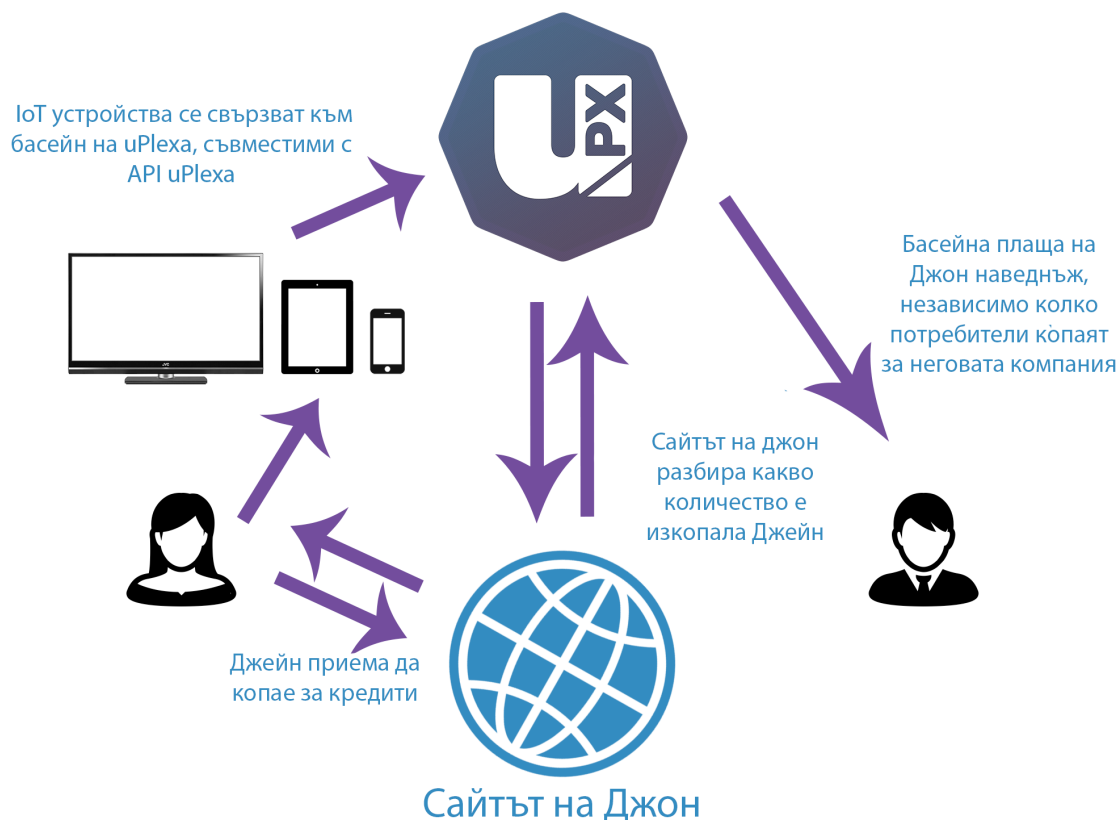 IoT устройства се свързват към
басейн на uPlexa, съвместими с
API uPlexa
U
PX
Басейна плаща на
Джон наведнъж,
независимо колко
потребители копаят
за неговата компания
JVC
Сайтът на джон
разбира какво
количество е
изкопала Джейн
Джейн приема да
копае за кредити
Сайтът на Джон